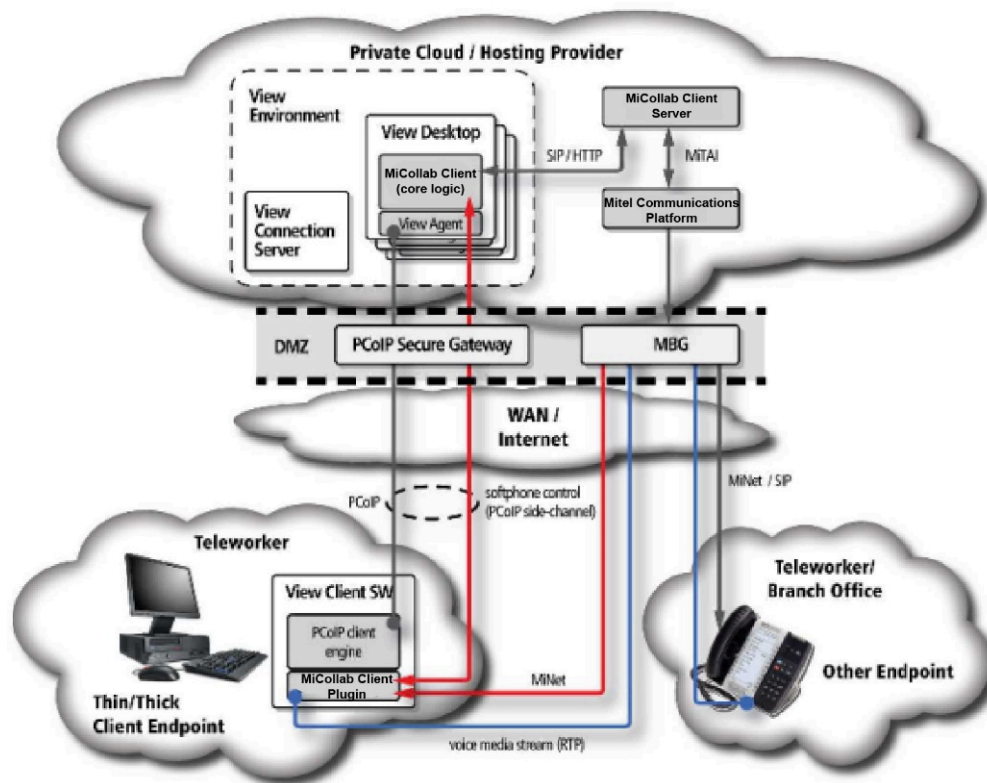 Private Cloud / Hosting Provider
View
Environment
View Desktop
MiCollab Client
(core logic)
View Agent
View
Connection
Server
SIP / HTTP
MiCollab Client
Server
MiTAI
Mitel Communications
Platform
DMZ
PCoIP Secure Gateway
MBG
WAN /
Internet
PCoIP
softphone control
(PCoIP side-channel)
MiNet / SIP
Teleworker
View Client SW
PCoIP client
engine
MiCollab Client
Plugin
Thin/Thick
Client Endpoint
MiNet
voice media stream (RTP)
Teleworker/
Branch Office
Other Endpoint